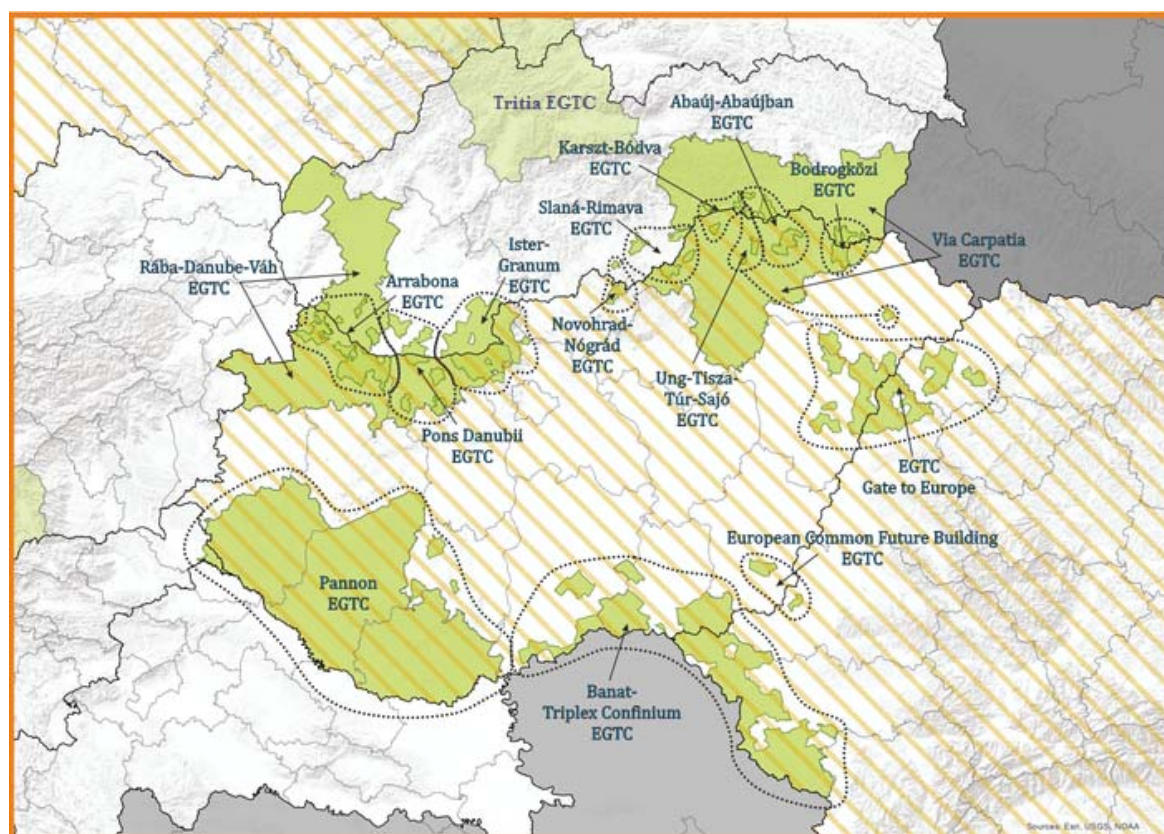 Tritia EGTC
Abaúj-Abaújban
EGTC
Karszt-Bódva
EGTC
Bodrogközi
EGTC
Slaná-Rimava
EGTC
Ister-
Granum
EGTC
Via Carpatia
EGTC
Rába-Danube-Váh
EGTC
Arrabona
EGTC
Novohrad-
Nógrád
EGTC
Ung-Tisza-
Túr-Sajó
EGTC
Pons Danubii
EGTC
EGTC
Gate to Europe
European Common Future Building
EGTC
Pannon
EGTC
Banat-
Triplex Confinium
EGTC
Sources: Esri, USGS, NOAA